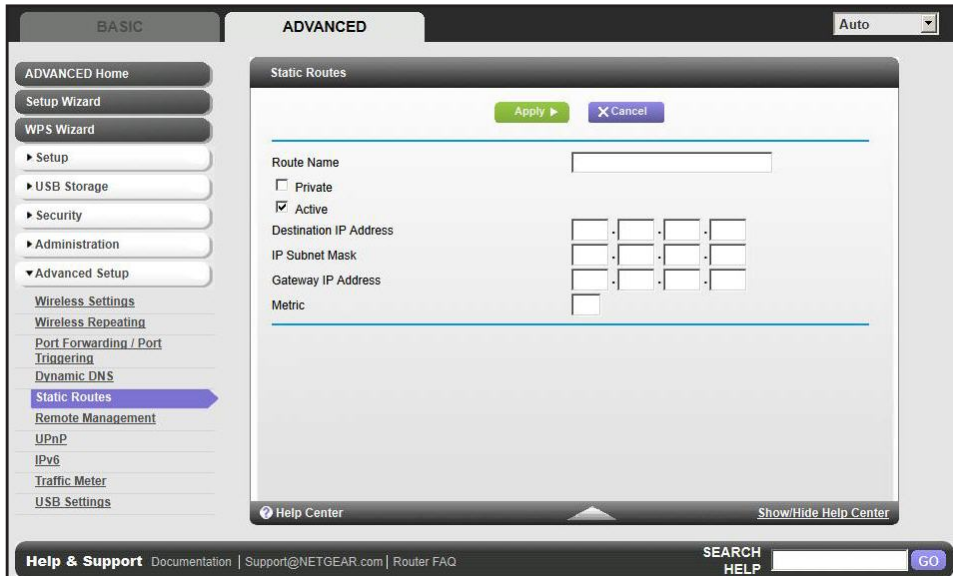 BASIC
ADVANCED
Auto
ADVANCED Home
Setup Wizard
WPS Wizard
Setup
USB Storage
Security
Administration
Advanced Setup
Wireless Settings
Wireless Repeating
Port Forwarding / Port
Triggering
Dynamic DNS
Static Routes
Remote Management
UPnP
IPv6
Traffic Meter
USB Settings
Static Routes
Apply
X Cancel
Route Name
Private
Active
Destination IP Address
. . .
IP Subnet Mask
. . .
Gateway IP Address
. . .
Metric
? Help Center
Show/Hide Help Center
Help & Support Documentation | Support@NETGEAR.com | Router FAQ
SEARCH
HELP
GO